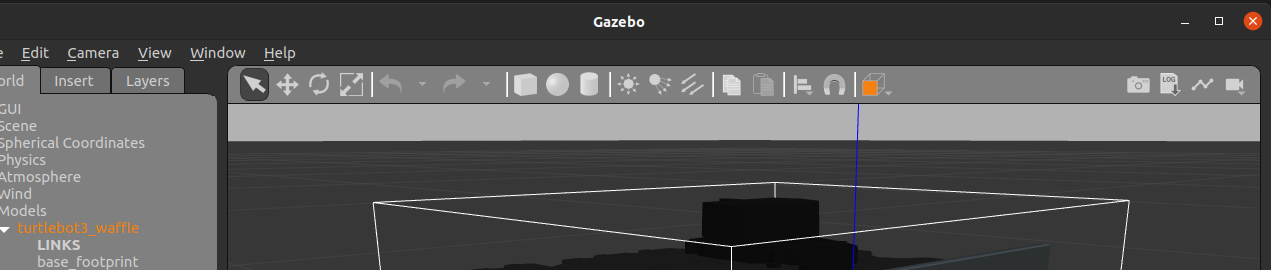 Gazebo
e Edit Camera View Window Help
orld Insert Layers
LOG
GUI
Scene
Spherical Coordinates
Physics
Atmosphere
Wind
Models
turtlebot3_waffle
LINKS
base_footprint